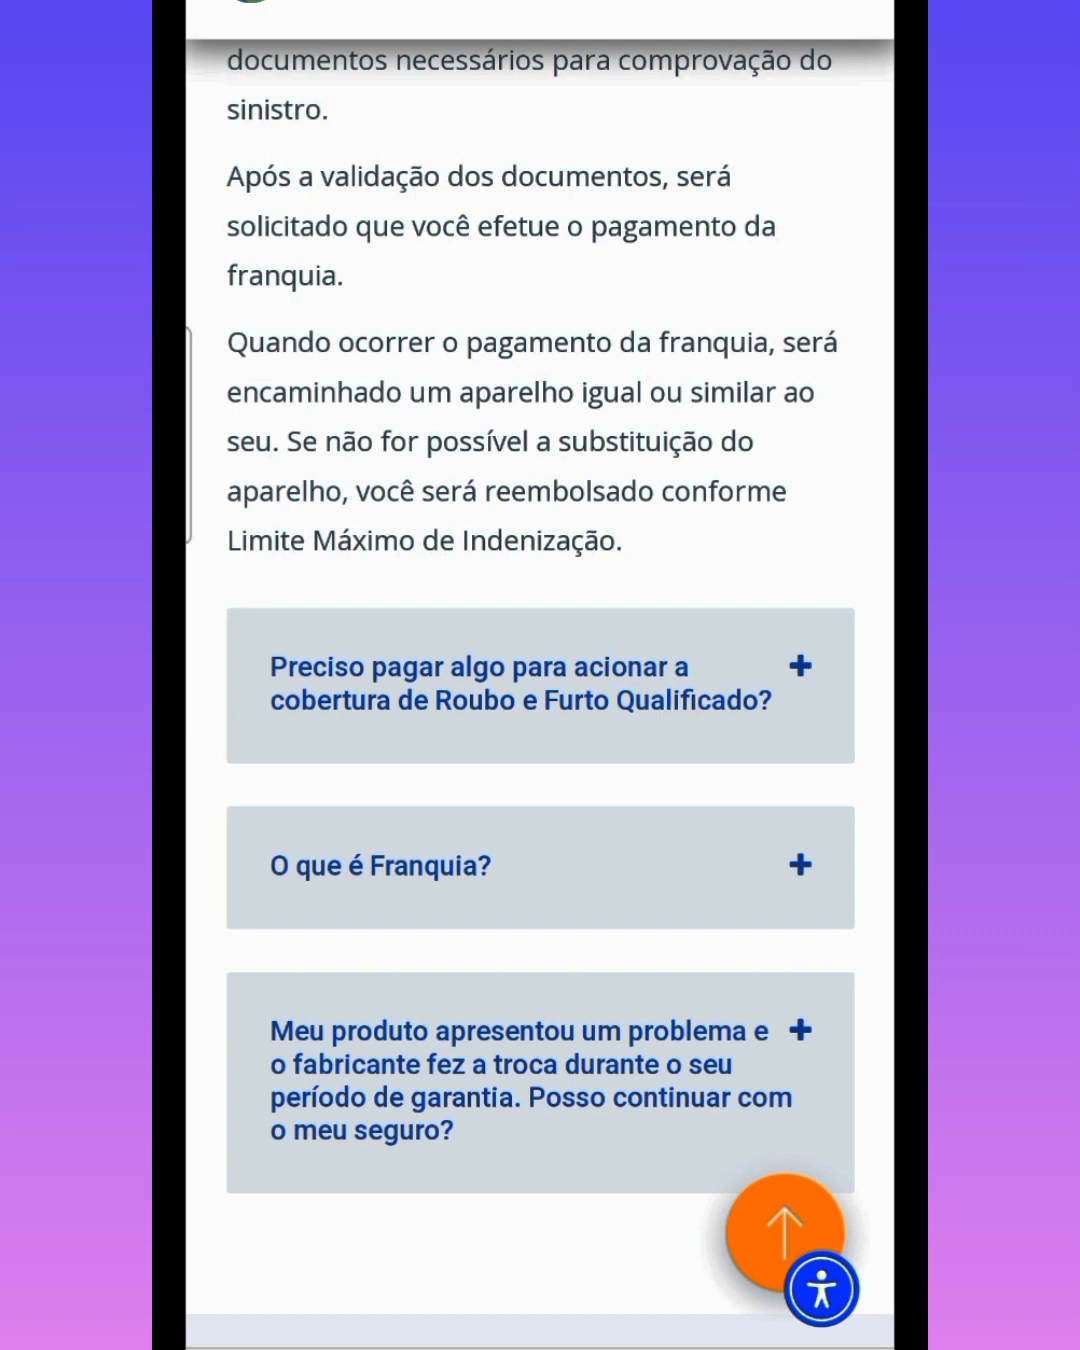 documentos necessários para comprovação do
sinistro.
Após a validação dos documentos, será
solicitado que você efetue o pagamento da
franquia.
Quando ocorrer o pagamento da franquia, será
encaminhado um aparelho igual ou similar ao
seu. Se não for possível a substituição do
aparelho, você será reembolsado conforme
Limite Máximo de Indenização.
Preciso pagar algo para acionar a
cobertura de Roubo e Furto Qualificado?
O que é Franquia?
Meu produto apresentou um problema e
o fabricante fez a troca durante o seu
período de garantia. Posso continuar com
o meu seguro?